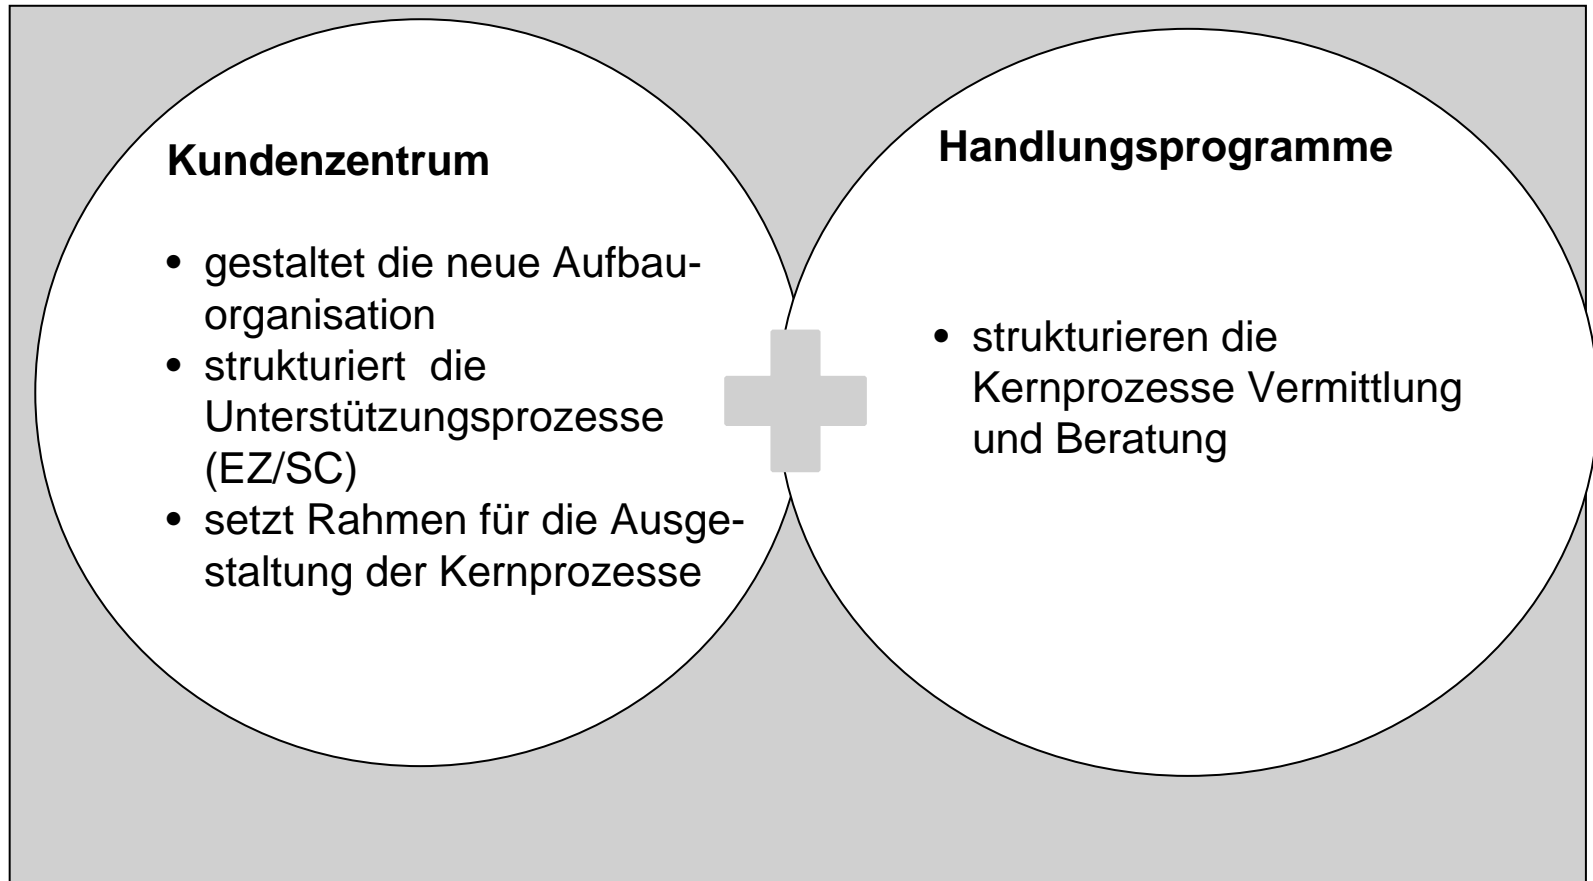 Kundenzentrum
• gestaltet die neue Aufbau-
organisation
• strukturiert die
Unterstützungsprozesse
(EZ/SC)
• setzt Rahmen für die Ausge-
staltung der Kernprozesse
Handlungsprogramme
• strukturieren die
Kernprozesse Vermittlung
und Beratung